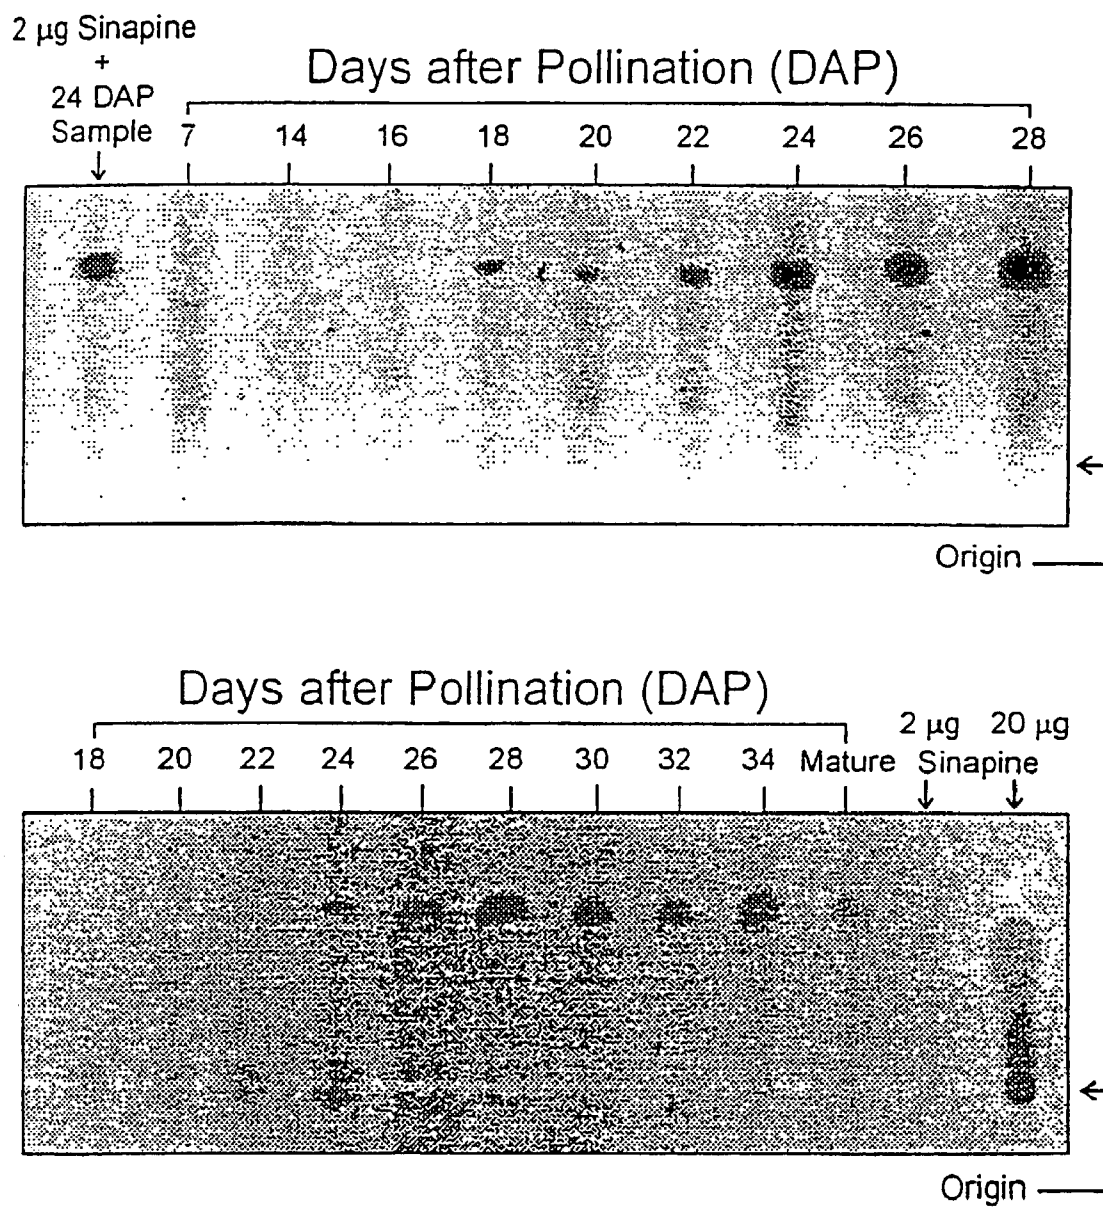 2 µg Sinapine
+
24 DAP
Sample
Days after Pollination (DAP)
7 14 16 18 20 22 24 26 28
Origin
Days after Pollination (DAP)
18 20 22 24 26 28 30 32 34 Mature
2 µg 20 µg
Sinapine
Origin